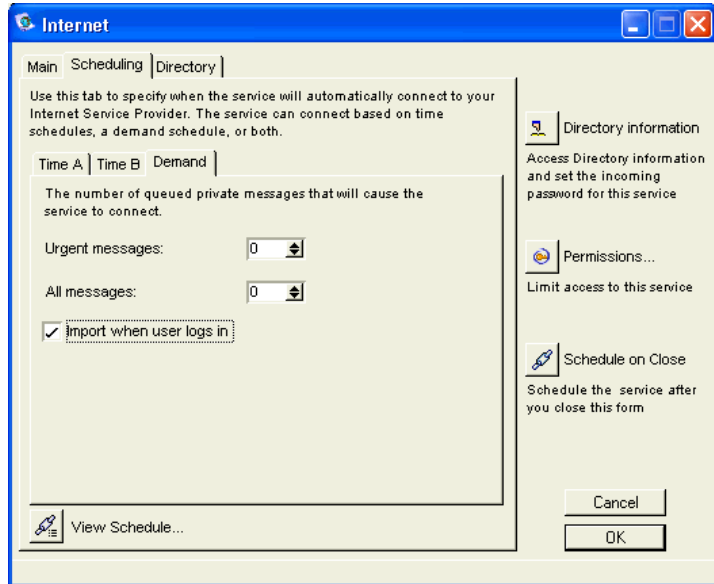 Internet
Main
Scheduling
Directory
Use this tab to specify when the service will automatically connect to your
Internet Service Provider. The service can connect based on time
schedules, a demand schedule, or both.
Time A
Time B
Demand
The number of queued private messages that will cause the
service to connect.
Urgent messages:
0
All messages:
0
Import when user logs in
View Schedule...
Directory information
Access Directory information
and set the incoming
password for this service
Permissions...
Limit access to this service
Schedule on Close
Schedule the service after
you close this form
Cancel
OK